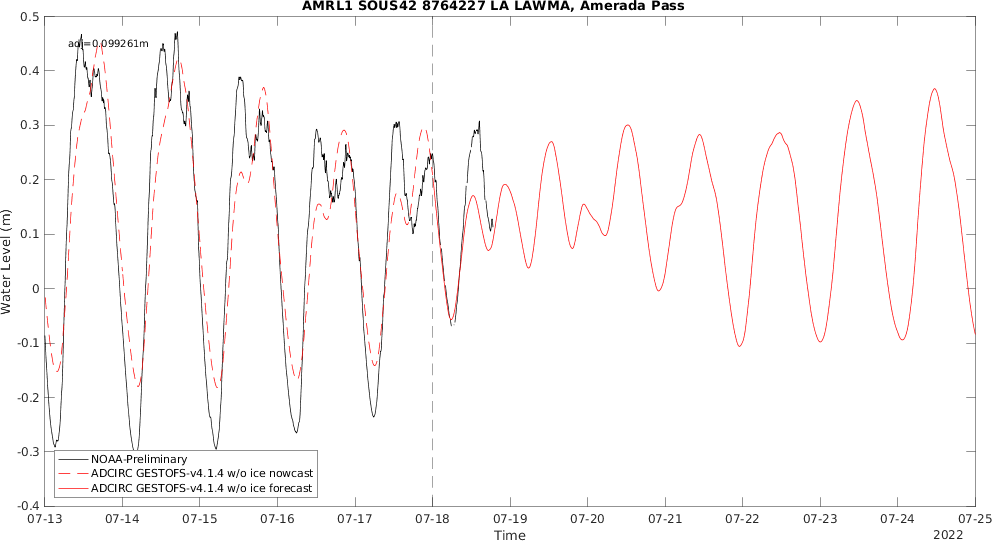 AMRL1 SOUS42 8764227 LA LAWMA, Amerada Pass
adj=0.099261m
Water Level (m)
0.5
0.4
0.3
0.2
0.1
0
-0.1
-0.2
-0.3
-0.4
NOAA-Preliminary
ADCIRC GESTOFS-v4.1.4 w/o ice nowcast
ADCIRC GESTOFS-v4.1.4 w/o ice forecast
07-13 07-14 07-15 07-16 07-17 07-18 07-19 07-20 07-21 07-22 07-23 07-24 07-25
Time
2022